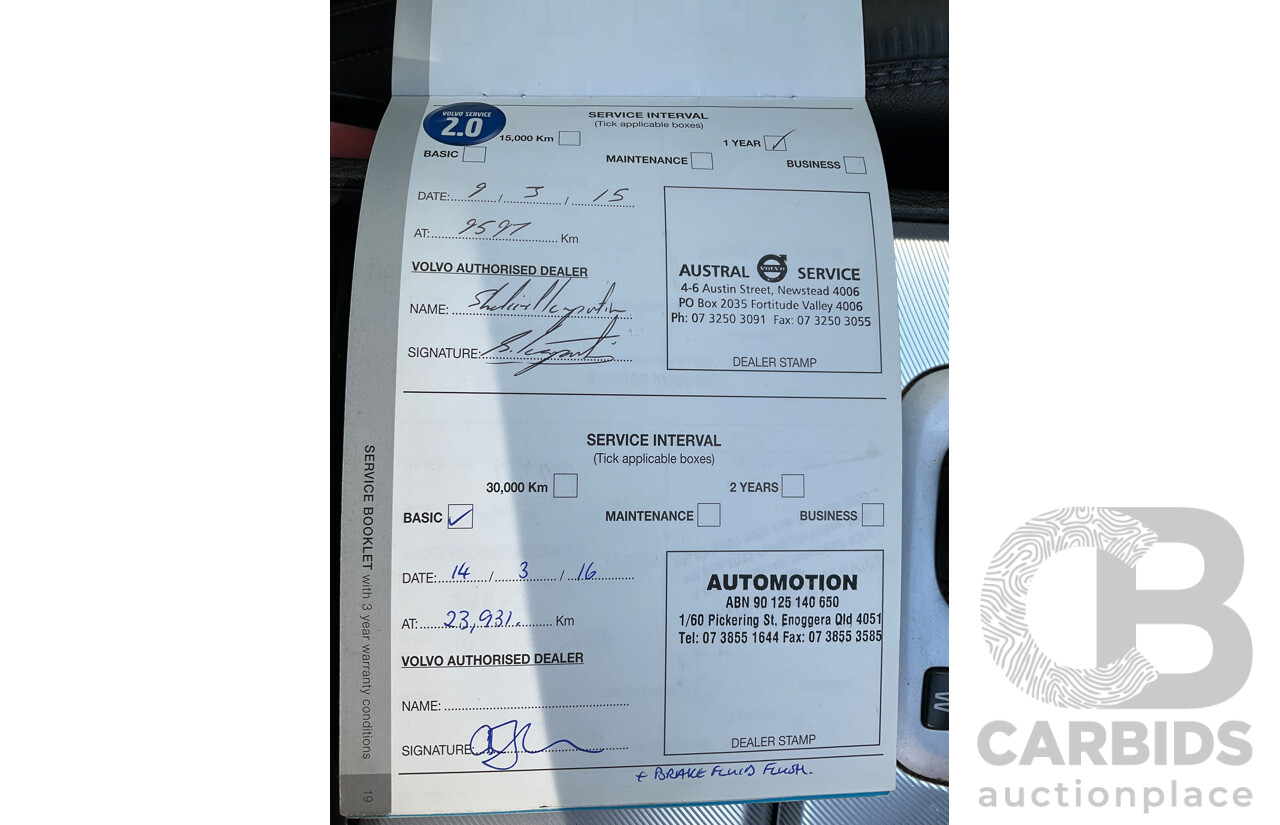 VOLVO SERVICE
2.0
SERVICE INTERVAL
(Tick applicable boxes)
15,000 Km
1 YEAR
BASIC
MAINTENANCE
BUSINESS
DATE: 9 / 3 / 15
AT: 9597 Km
VOLVO AUTHORISED DEALER
NAME:
SIGNATURE:
AUSTRAL VOLVO SERVICE
4-6 Austin Street, Newstead 4006
PO Box 2035 Fortitude Valley 4006
Ph: 07 3250 3091 Fax: 07 3250 3055
DEALER STAMP
SERVICE INTERVAL
(Tick applicable boxes)
30,000 Km
2 YEARS
BASIC
MAINTENANCE
BUSINESS
DATE: 14 / 3 / 16
AT: 23,931. Km
VOLVO AUTHORISED DEALER
NAME:
SIGNATURE:
AUTOMOTION
ABN 90 125 140 650
1/60 Pickering St, Enoggera Qld 4051
Tel: 07 3855 1644 Fax: 07 3855 3585
DEALER STAMP
+ BRAKE FLUID FLUSH.
SERVICE BOOKLET with 3 year warranty conditions
19
CB
CARBIDS
auctionplace